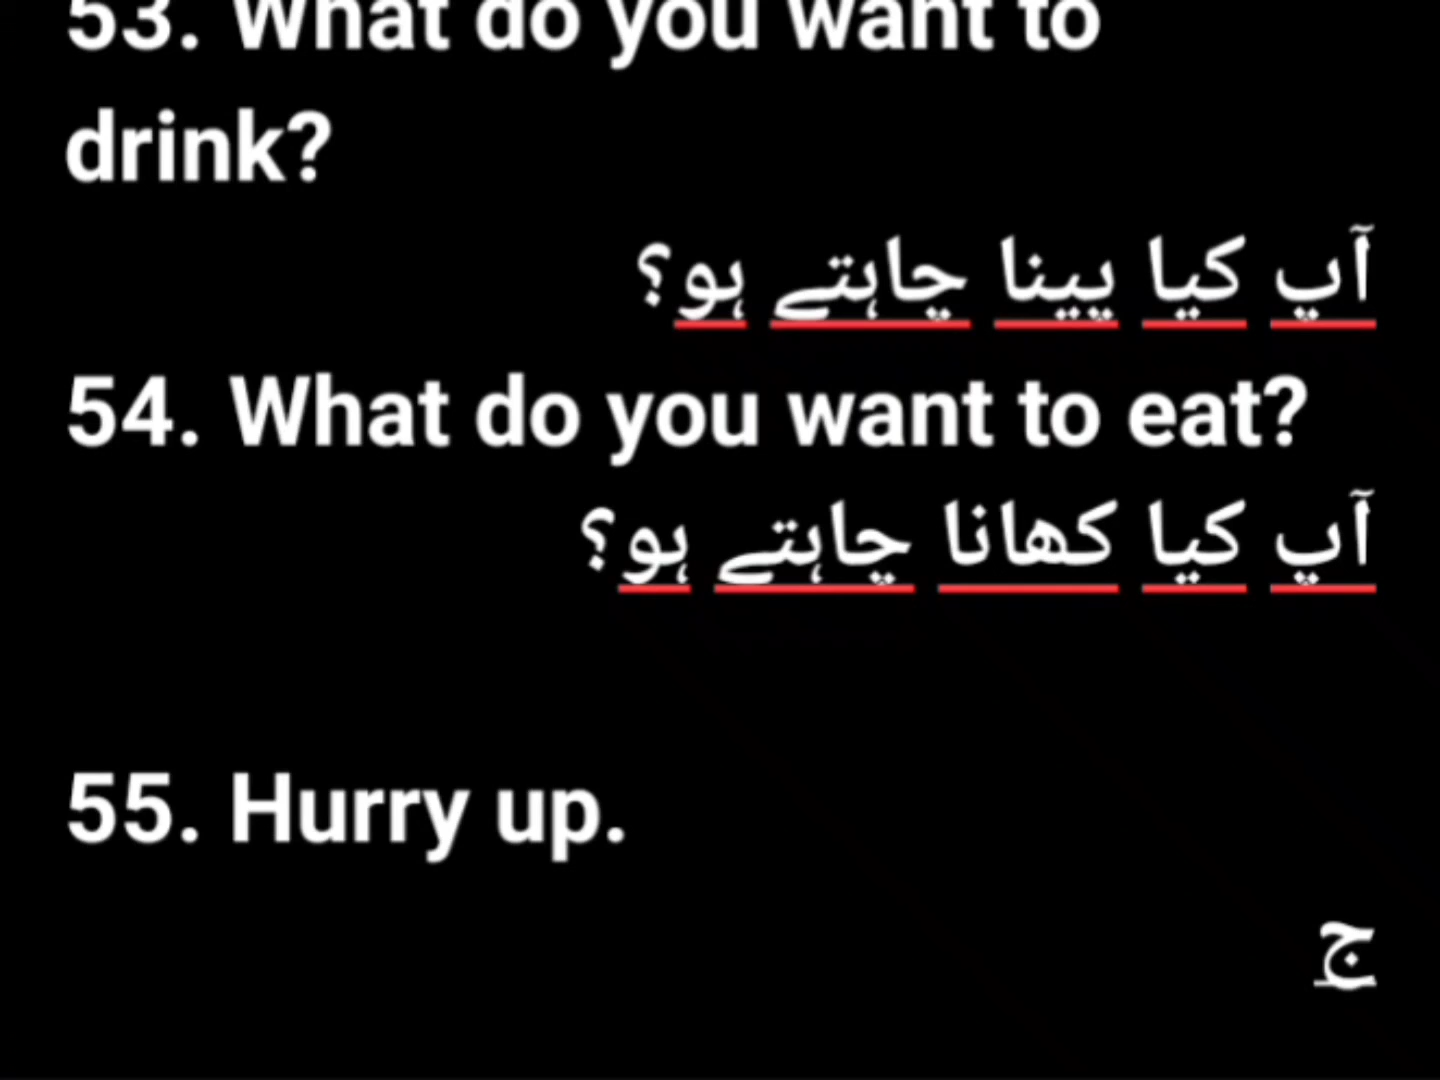 53. What do you want to
drink?
آپ کیا پینا چاہتے ہو؟
54. What do you want to eat?
آپ کیا کھانا چاہتے ہو؟
55. Hurry up.
ج